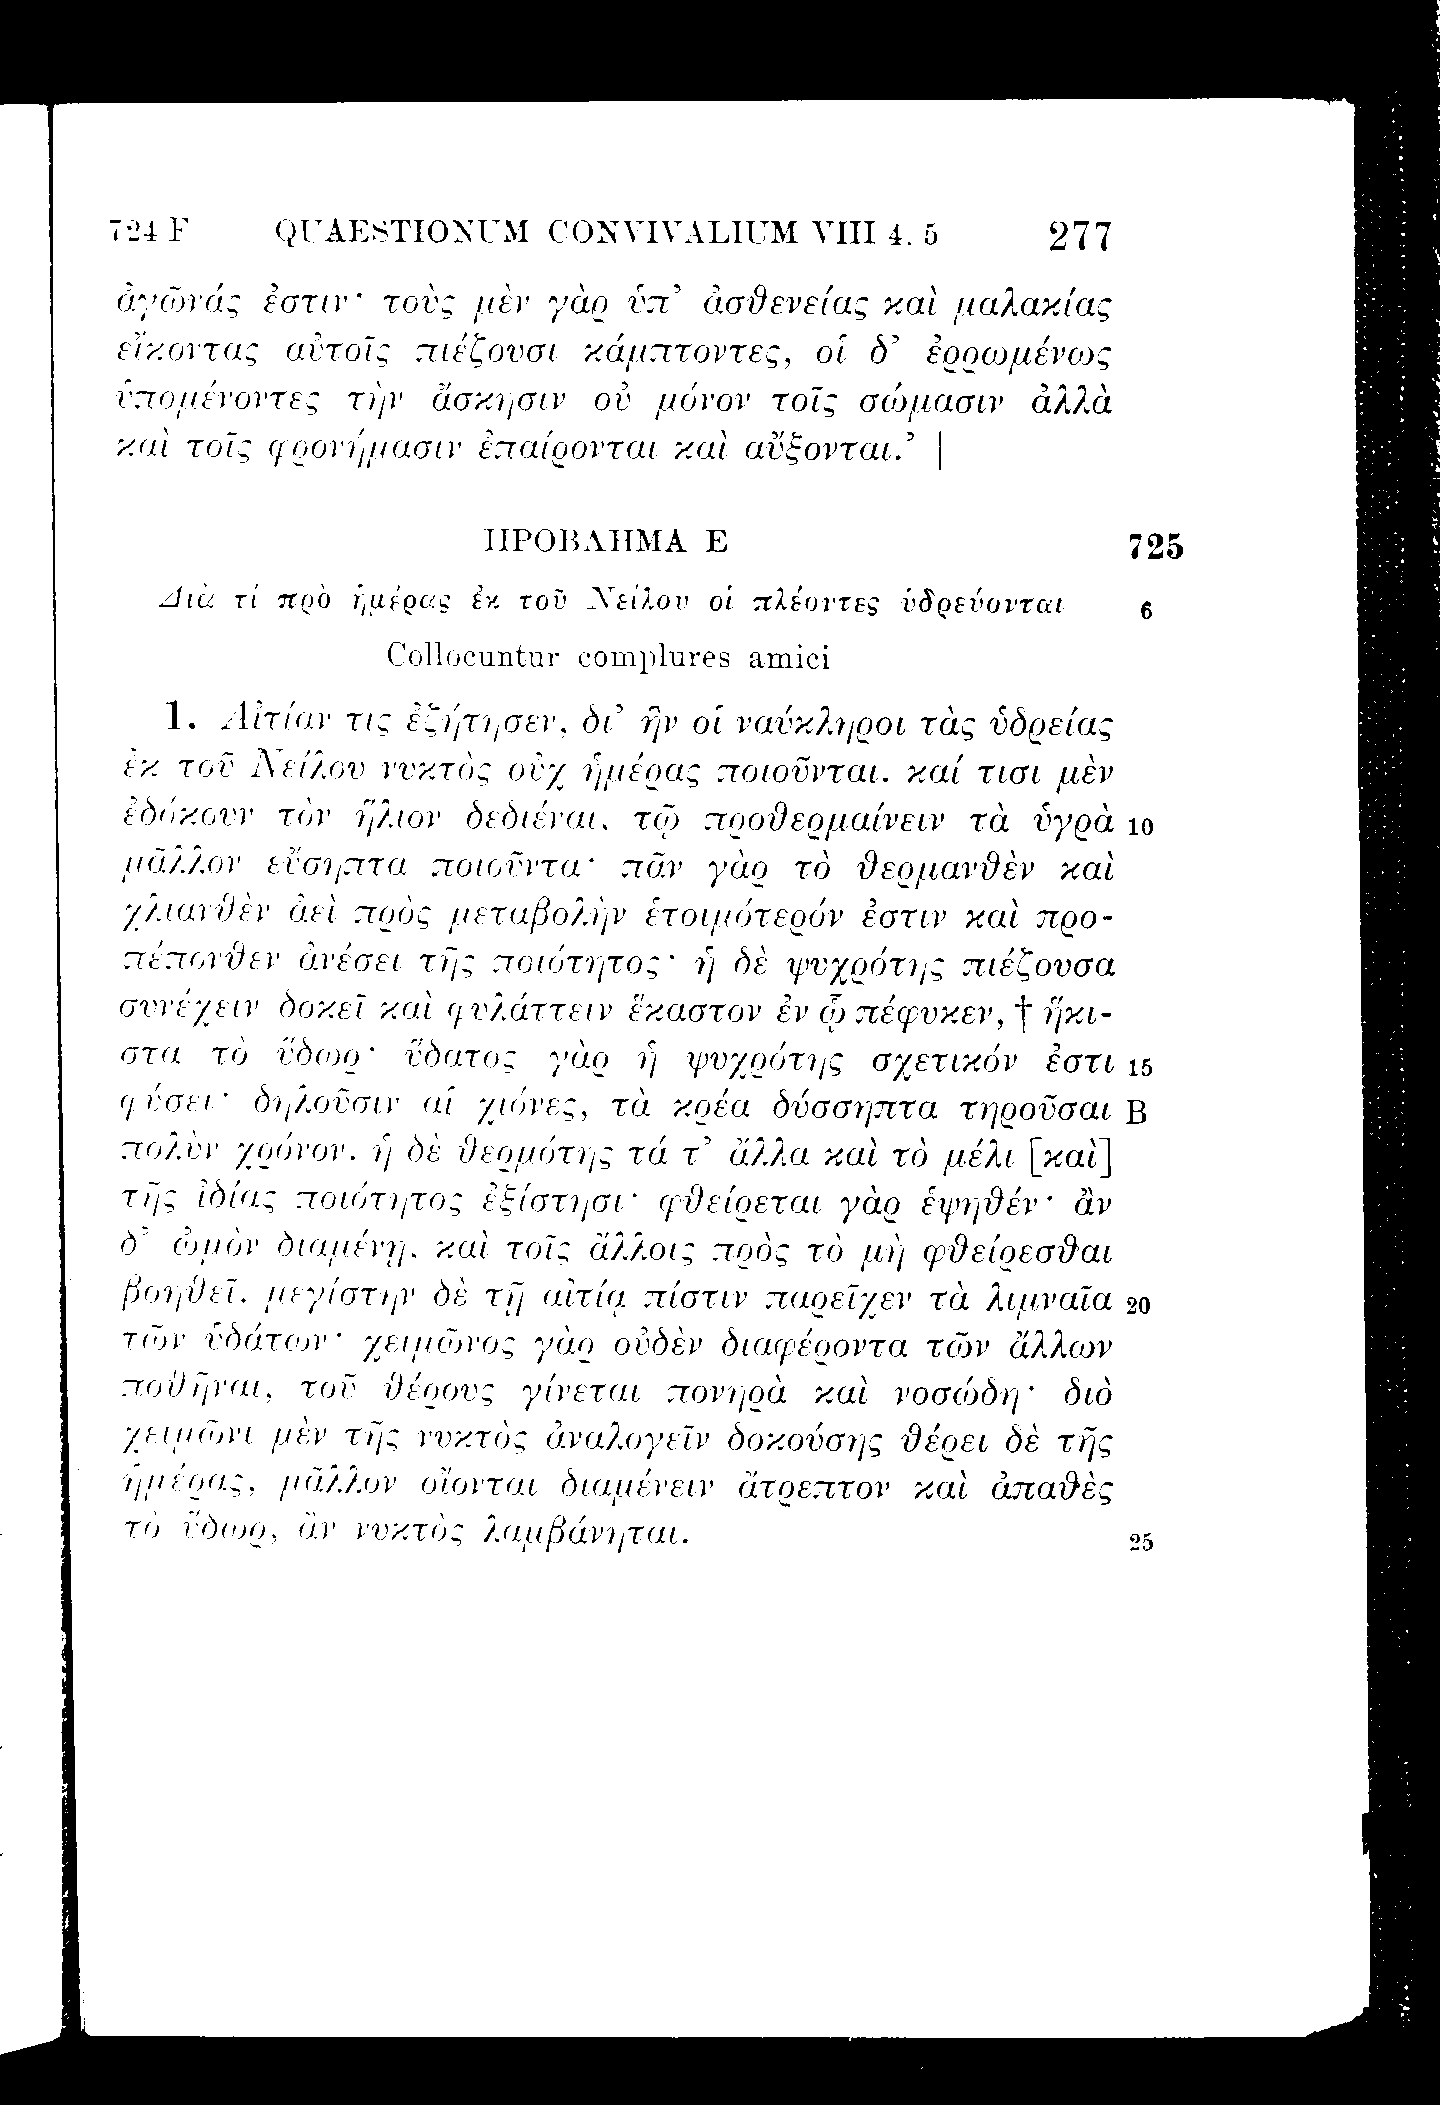 724 F QUAESTIONUM CONVIVALIUM VIII 4. 5 277
ἀγῶνάς ἐστιν· τοὺς μὲν γὰρ ὑπ’ ἀσθενείας καὶ μαλακίας
εἴκοντας αὐτοῖς πιέζουσι κάμπτοντες, οἱ δ’ ἐρρωμένως
ὑπομένοντες τὴν ἄσκησιν οὐ μόνον τοῖς σώμασιν ἀλλὰ
καὶ τοῖς φρονήμασιν ἐπαίρονται καὶ αὔξονται.’ |
ΠΡΟΒΛΗΜΑ Ε 725
Διὰ τί πρὸ ἡμέρας ἐκ τοῦ Νείλου οἱ πλέοντες ὑδρεύονται 6
Collocuntur complures amici
1. Αἰτίαν τις ἐζήτησεν, δι’ ἣν οἱ ναύκληροι τὰς ὑδρείας
ἐκ τοῦ Νείλου νυκτὸς οὐχ ἡμέρας ποιοῦνται. καί τισι μὲν
ἐδόκουν τὸν ἥλιον δεδιέναι, τῷ προθερμαίνειν τὰ ὑγρὰ 10
μᾶλλον εὔσηπτα ποιοῦντα· πᾶν γὰρ τὸ θερμανθὲν καὶ
χλιανθὲν ἀεὶ πρὸς μεταβολὴν ἑτοιμότερόν ἐστιν καὶ προ-
πέπονθεν ἀνέσει τῆς ποιότητος· ἡ δὲ ψυχρότης πιέζουσα
συνέχειν δοκεῖ καὶ φυλάττειν ἕκαστον ἐν ᾧ πέφυκεν, † ἥκι-
στα τὸ ὕδωρ· ὕδατος γὰρ ἡ ψυχρότης σχετικόν ἐστι 15
φύσει· δηλοῦσιν αἱ χιόνες, τὰ κρέα δύσσηπτα τηροῦσαι B
πολὺν χρόνον. ἡ δὲ θερμότης τά τ’ ἄλλα καὶ τὸ μέλι [καὶ]
τῆς ἰδίας ποιότητος ἐξίστησι· φθείρεται γὰρ ἑψηθέν· ἂν
δ’ ὠμὸν διαμένῃ, καὶ τοῖς ἄλλοις πρὸς τὸ μὴ φθείρεσθαι
βοηθεῖ. μεγίστην δὲ τῇ αἰτίᾳ πίστιν παρεῖχεν τὰ λιμναῖα 20
τῶν ὑδάτων· χειμῶνος γὰρ οὐδὲν διαφέροντα τῶν ἄλλων
ποθῆναι, τοῦ θέρους γίνεται πονηρὰ καὶ νοσώδη· διὸ
χειμῶνι μὲν τῆς νυκτὸς ἀναλογεῖν δοκούσης θέρει δὲ τῆς
ἡμέρας, μᾶλλον οἴονται διαμένειν ἄτρεπτον καὶ ἀπαθὲς
τὸ ὕδωρ, ἂν νυκτὸς λαμβάνηται. 25